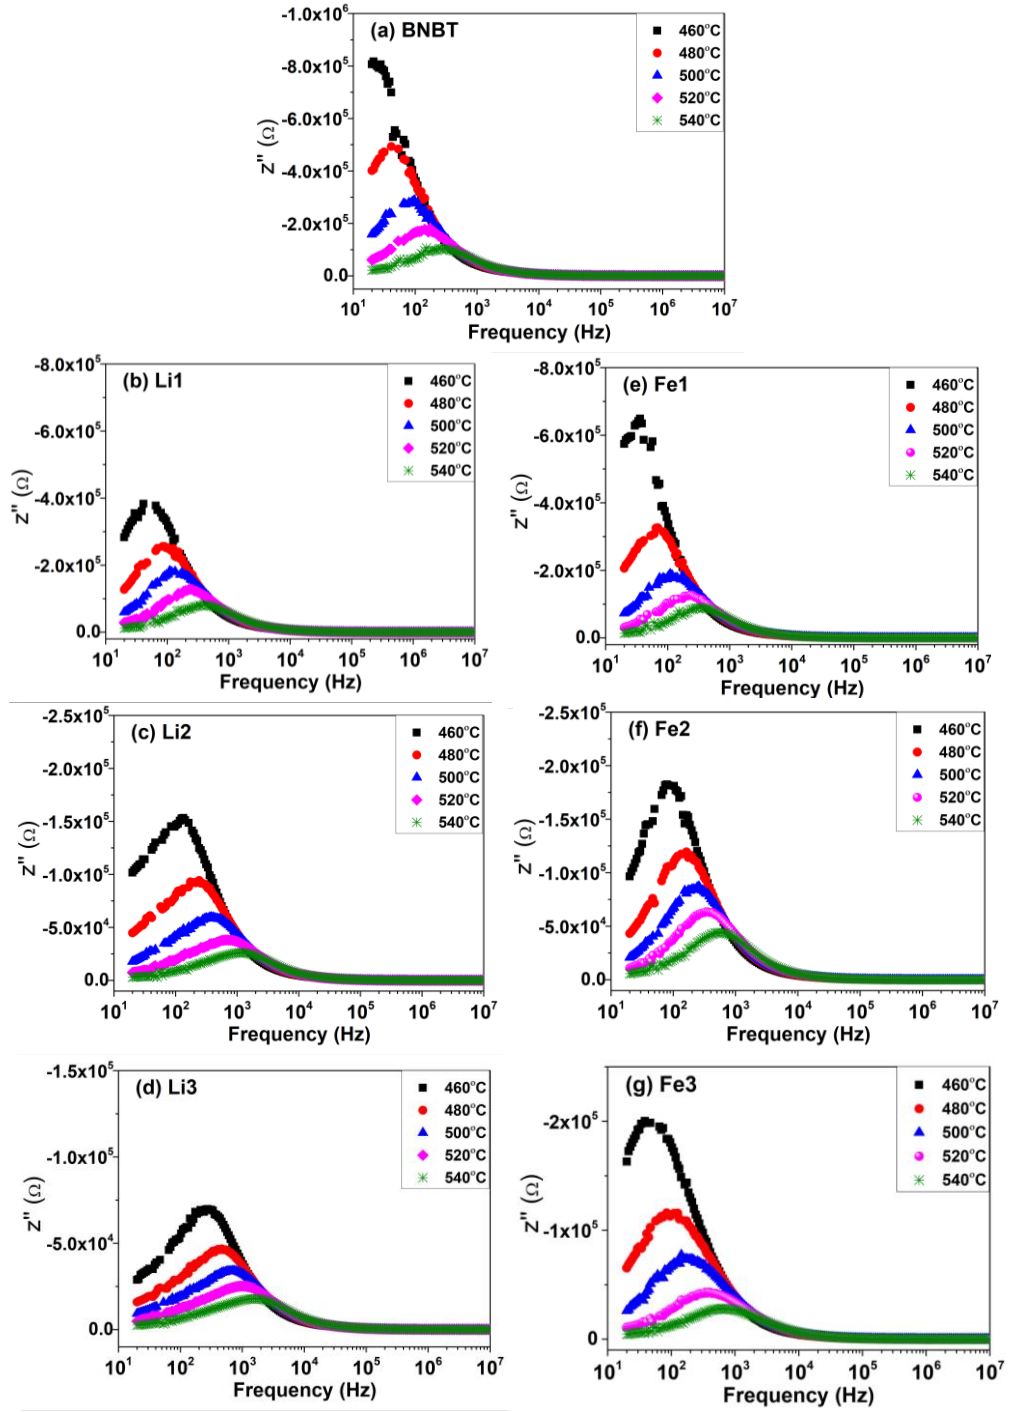 (a) BNBT
460°C
480°C
500°C
520°C
540°C
-1.0x10⁶
-8.0x10⁵
-6.0x10⁵
-4.0x10⁵
-2.0x10⁵
0.0
Z'' (Ω)
10¹ 10² 10³ 10⁴ 10⁵ 10⁶ 10⁷
Frequency (Hz)
(b) Li1
460°C
480°C
500°C
520°C
540°C
-8.0x10⁵
-6.0x10⁵
-4.0x10⁵
-2.0x10⁵
0.0
Z'' (Ω)
10¹ 10² 10³ 10⁴ 10⁵ 10⁶ 10⁷
Frequency (Hz)
(e) Fe1
460°C
480°C
500°C
520°C
540°C
-8.0x10⁵
-6.0x10⁵
-4.0x10⁵
-2.0x10⁵
0.0
Z'' (Ω)
10¹ 10² 10³ 10⁴ 10⁵ 10⁶ 10⁷
Frequency (Hz)
(c) Li2
460°C
480°C
500°C
520°C
540°C
-2.5x10⁵
-2.0x10⁵
-1.5x10⁵
-1.0x10⁵
-5.0x10⁴
0.0
Z'' (Ω)
10¹ 10² 10³ 10⁴ 10⁵ 10⁶ 10⁷
Frequency (Hz)
(f) Fe2
460°C
480°C
500°C
520°C
540°C
-2.5x10⁵
-2.0x10⁵
-1.5x10⁵
-1.0x10⁵
-5.0x10⁴
0.0
Z'' (Ω)
10¹ 10² 10³ 10⁴ 10⁵ 10⁶ 10⁷
Frequency (Hz)
(d) Li3
460°C
480°C
500°C
520°C
540°C
-1.5x10⁵
-1.0x10⁵
-5.0x10⁴
0.0
Z'' (Ω)
10¹ 10² 10³ 10⁴ 10⁵ 10⁶ 10⁷
Frequency (Hz)
(g) Fe3
460°C
480°C
500°C
520°C
540°C
-2x10⁵
-1x10⁵
0
Z'' (Ω)
10¹ 10² 10³ 10⁴ 10⁵ 10⁶ 10⁷
Frequency (Hz)